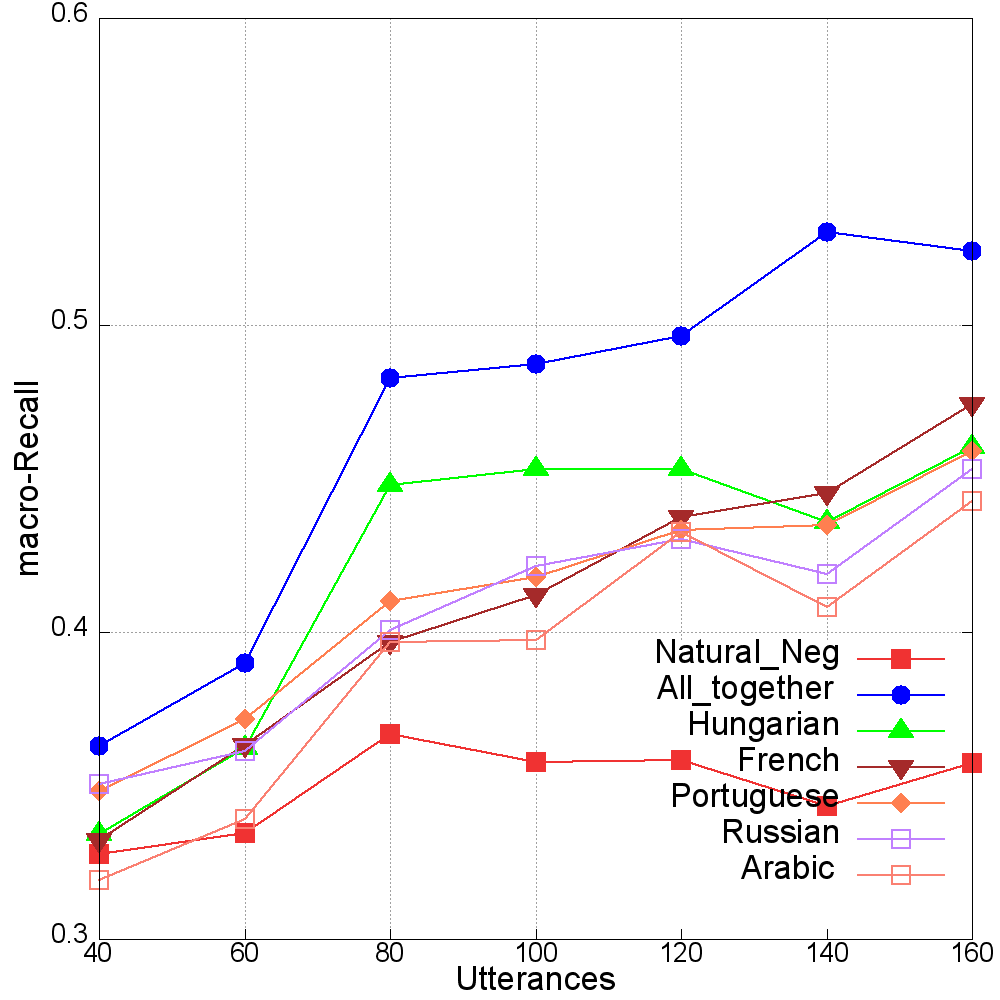 0.6
0.5
0.4
0.3
macro-Recall
Natural_Neg
All_together
Hungarian
French
Portuguese
Russian
Arabic
40 60 80 100 120 140 160
Utterances